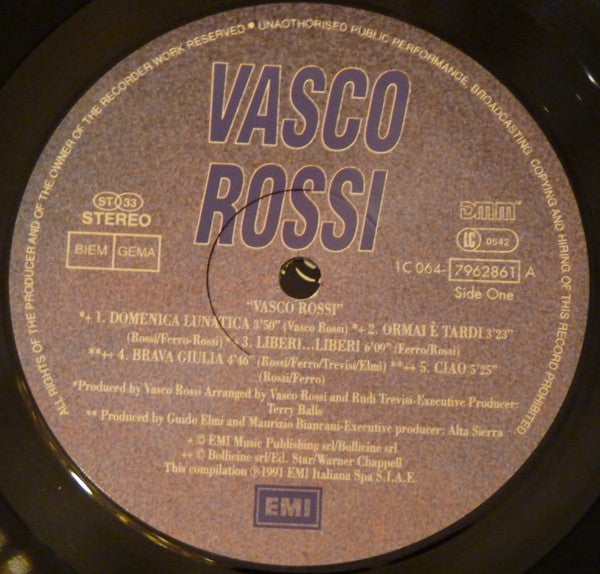 ALL RIGHTS OF THE PRODUCER AND OF THE OWNER OF THE RECORDER WORK RESERVED • UNAUTHORISED PUBLIC PERFORMANCE, BROADCASTING, COPYING AND HIRING OF THIS RECORD PROHIBITED
VASCO
ROSSI
ST 33
STEREO
BIEM GEMA
DMM
LC 0542
1C 064- 7962861 A
Side One
"VASCO ROSSI"
*+ 1. DOMENICA LUNATICA 3'50" (Vasco Rossi) *+ 2. ORMAI È TARDI 3'23"
(Rossi/Ferro-Rossi) *+ 3. LIBERI...LIBERI 6'09" (Ferro/Rossi)
**++ 4. BRAVA GIULIA 4'46" (Rossi/Ferro/Trevisi/Elmi) **++ 5. CIAO 5'25"
(Rossi/Ferro)
*Produced by Vasco Rossi Arranged by Vasco Rossi and Rudi Trevisi-Executive Producer:
Terry Balls
** Produced by Guido Elmi and Maurizio Biancani-Executive producer: Alta Sierra
+ © EMI Music Publishing srl/Bollicine srl
++ © Bollicine srl/Ed. Star/Warner Chappell
This compilation ℗1991 EMI Italiana Spa S.I.A.E.
EMI